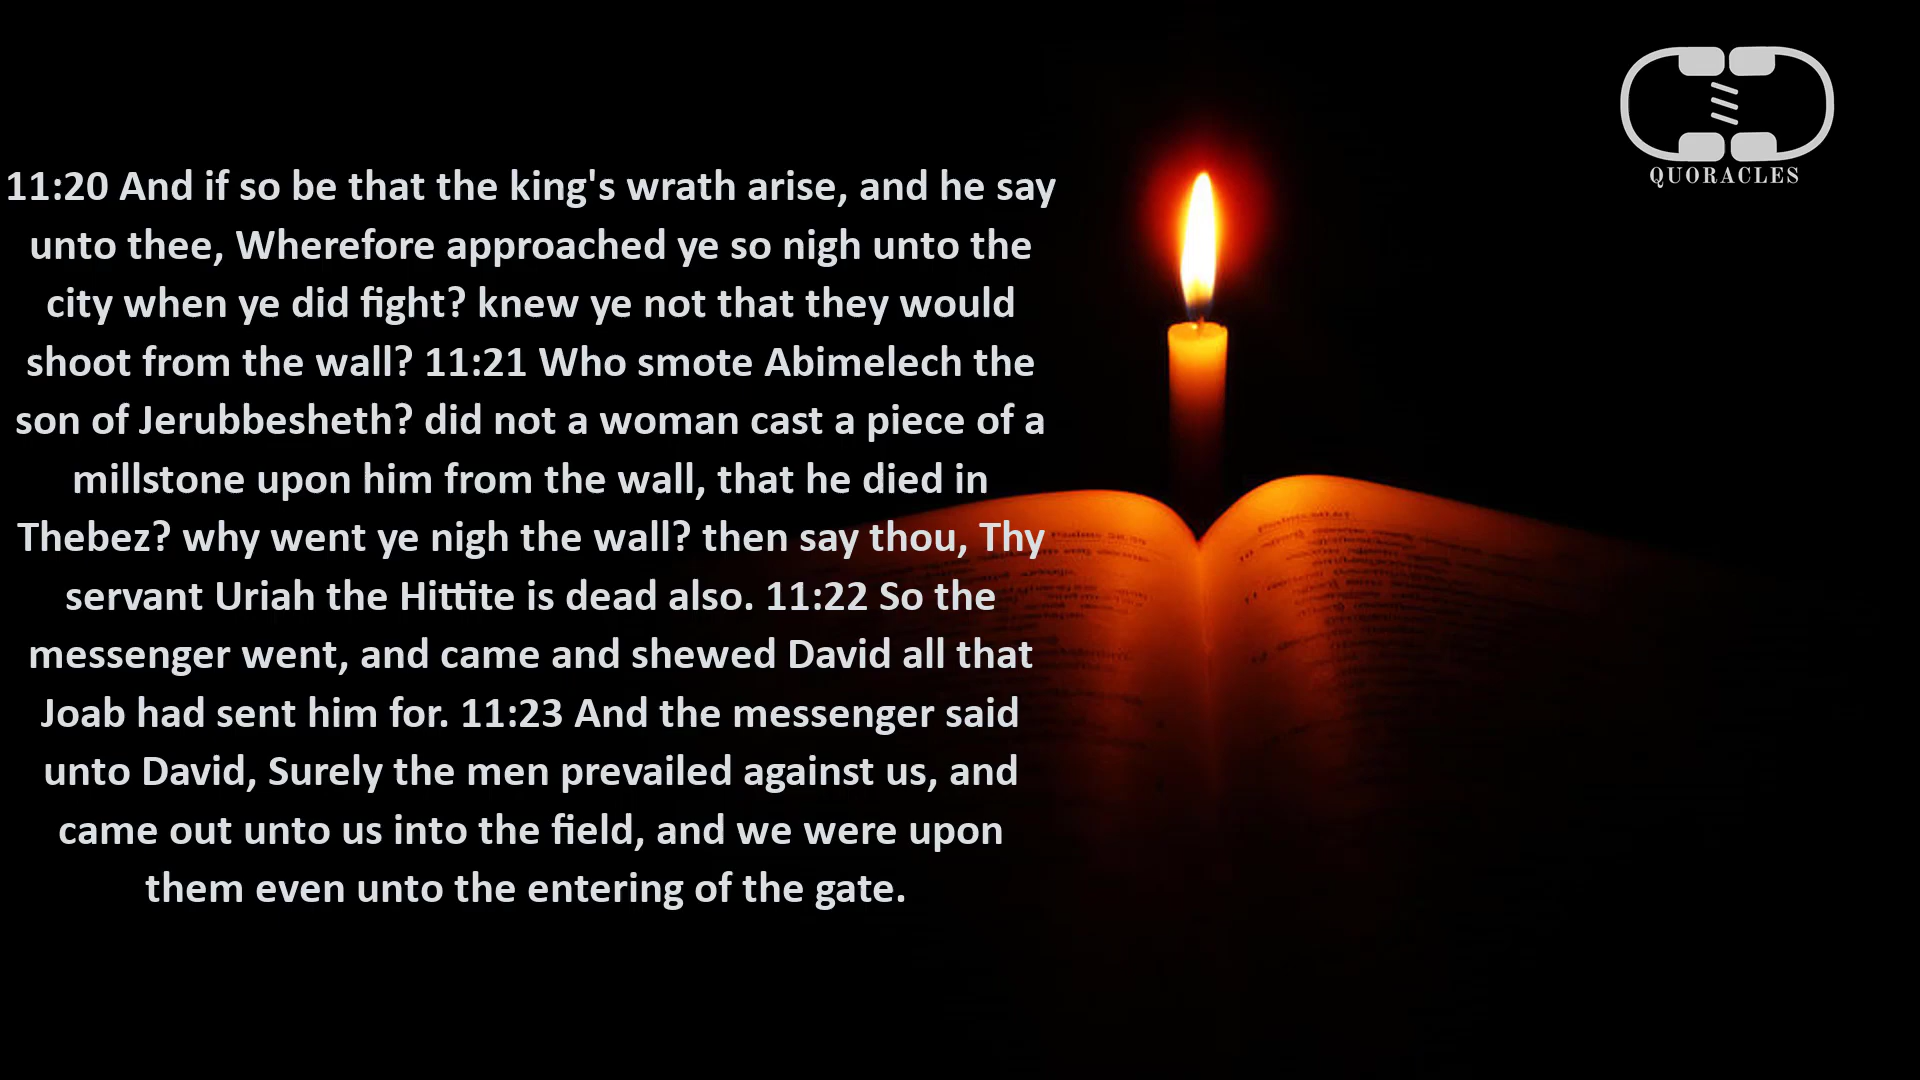 QUORACLES
11:20 And if so be that the king's wrath arise, and he say
unto thee, Wherefore approached ye so nigh unto the
city when ye did fight? knew ye not that they would
shoot from the wall? 11:21 Who smote Abimelech the
son of Jerubbesheth? did not a woman cast a piece of a
millstone upon him from the wall, that he died in
Thebez? why went ye nigh the wall? then say thou, Thy
servant Uriah the Hittite is dead also. 11:22 So the
messenger went, and came and shewed David all that
Joab had sent him for. 11:23 And the messenger said
unto David, Surely the men prevailed against us, and
came out unto us into the field, and we were upon
them even unto the entering of the gate.